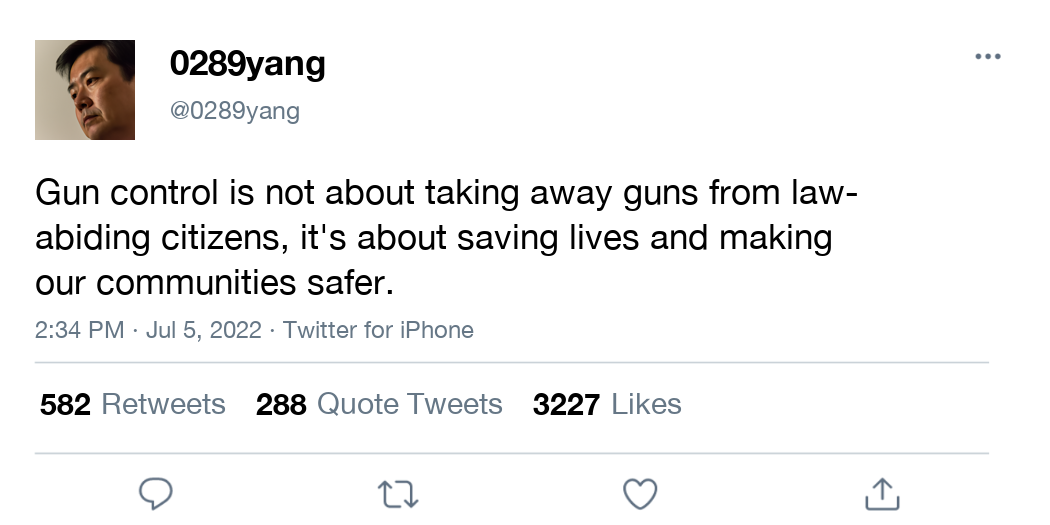 0289yang
@0289yang
Gun control is not about taking away guns from law-
abiding citizens, it's about saving lives and making
our communities safer.
2:34 PM · Jul 5, 2022 · Twitter for iPhone
582 Retweets 288 Quote Tweets 3227 Likes